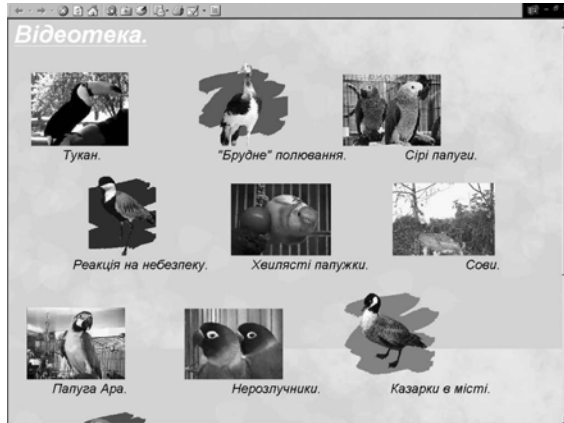 Відеотека.
Тукан.
"Брудне" полювання.
Сірі папуги.
Реакція на небезпеку.
Хвилясті папужки.
Сови.
Папуга Ара.
Нерозлучники.
Казарки в місті.